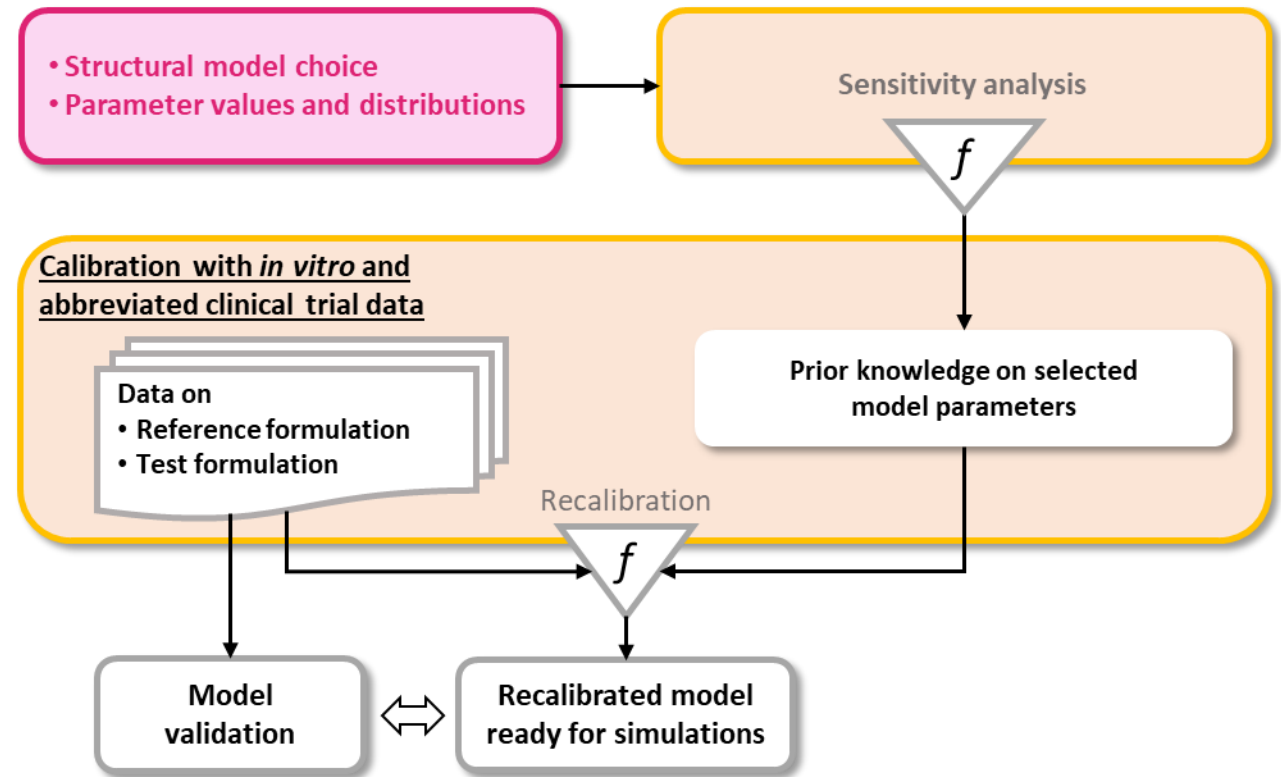 • Structural model choice
• Parameter values and distributions
Sensitivity analysis
f
Calibration with in vitro and
abbreviated clinical trial data
Data on
• Reference formulation
• Test formulation
Prior knowledge on selected
model parameters
Recalibration
f
Model
validation
Recalibrated model
ready for simulations